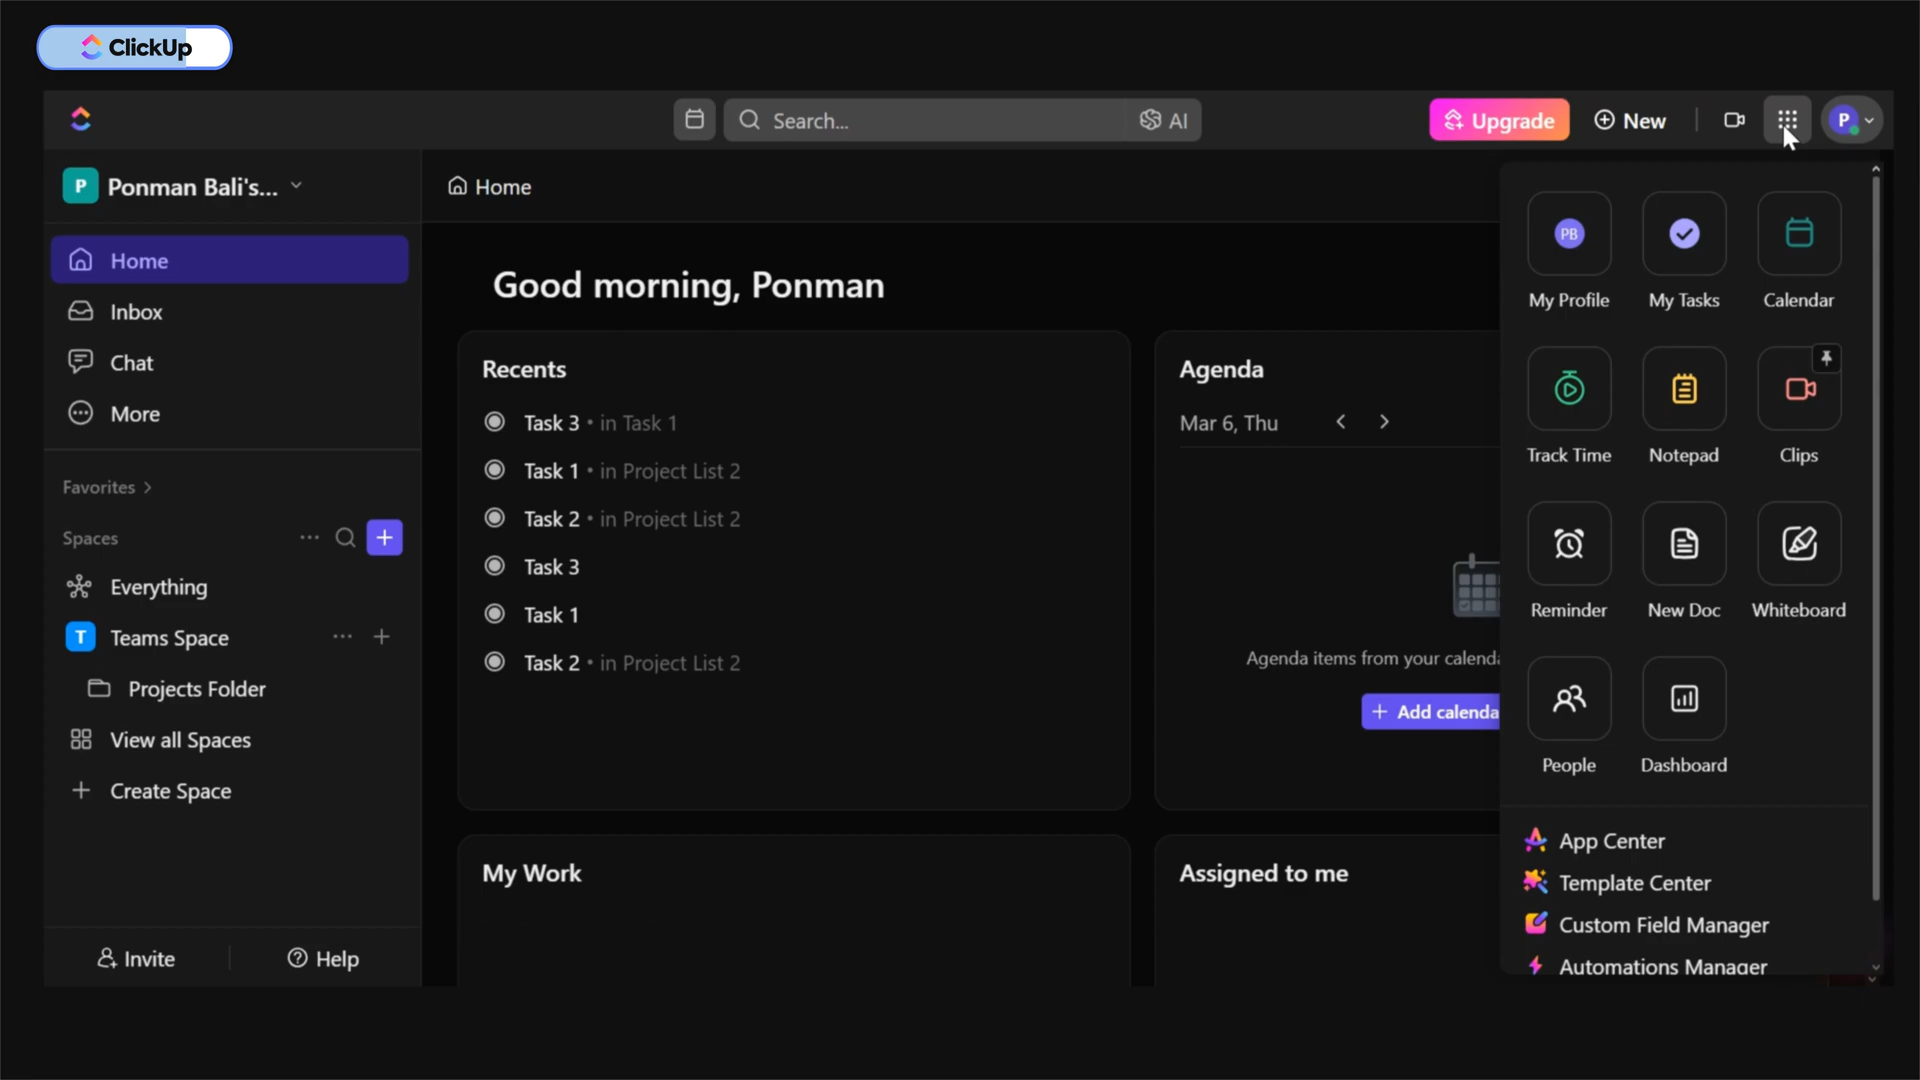 ClickUp
Search...
AI
Upgrade
New
P
P
Ponman Bali's...
Home
Inbox
Chat
More
Favorites
Spaces
Everything
T
Teams Space
Projects Folder
View all Spaces
Create Space
Invite
Help
Home
Good morning, Ponman
Recents
Task 3 • in Task 1
Task 1 • in Project List 2
Task 2 • in Project List 2
Task 3
Task 1
Task 2 • in Project List 2
Agenda
Mar 6, Thu
Agenda items from your calenda
+ Add calenda
My Work
Assigned to me
PB
My Profile
My Tasks
Calendar
Track Time
Notepad
Clips
Reminder
New Doc
Whiteboard
People
Dashboard
App Center
Template Center
Custom Field Manager
Automations Manager